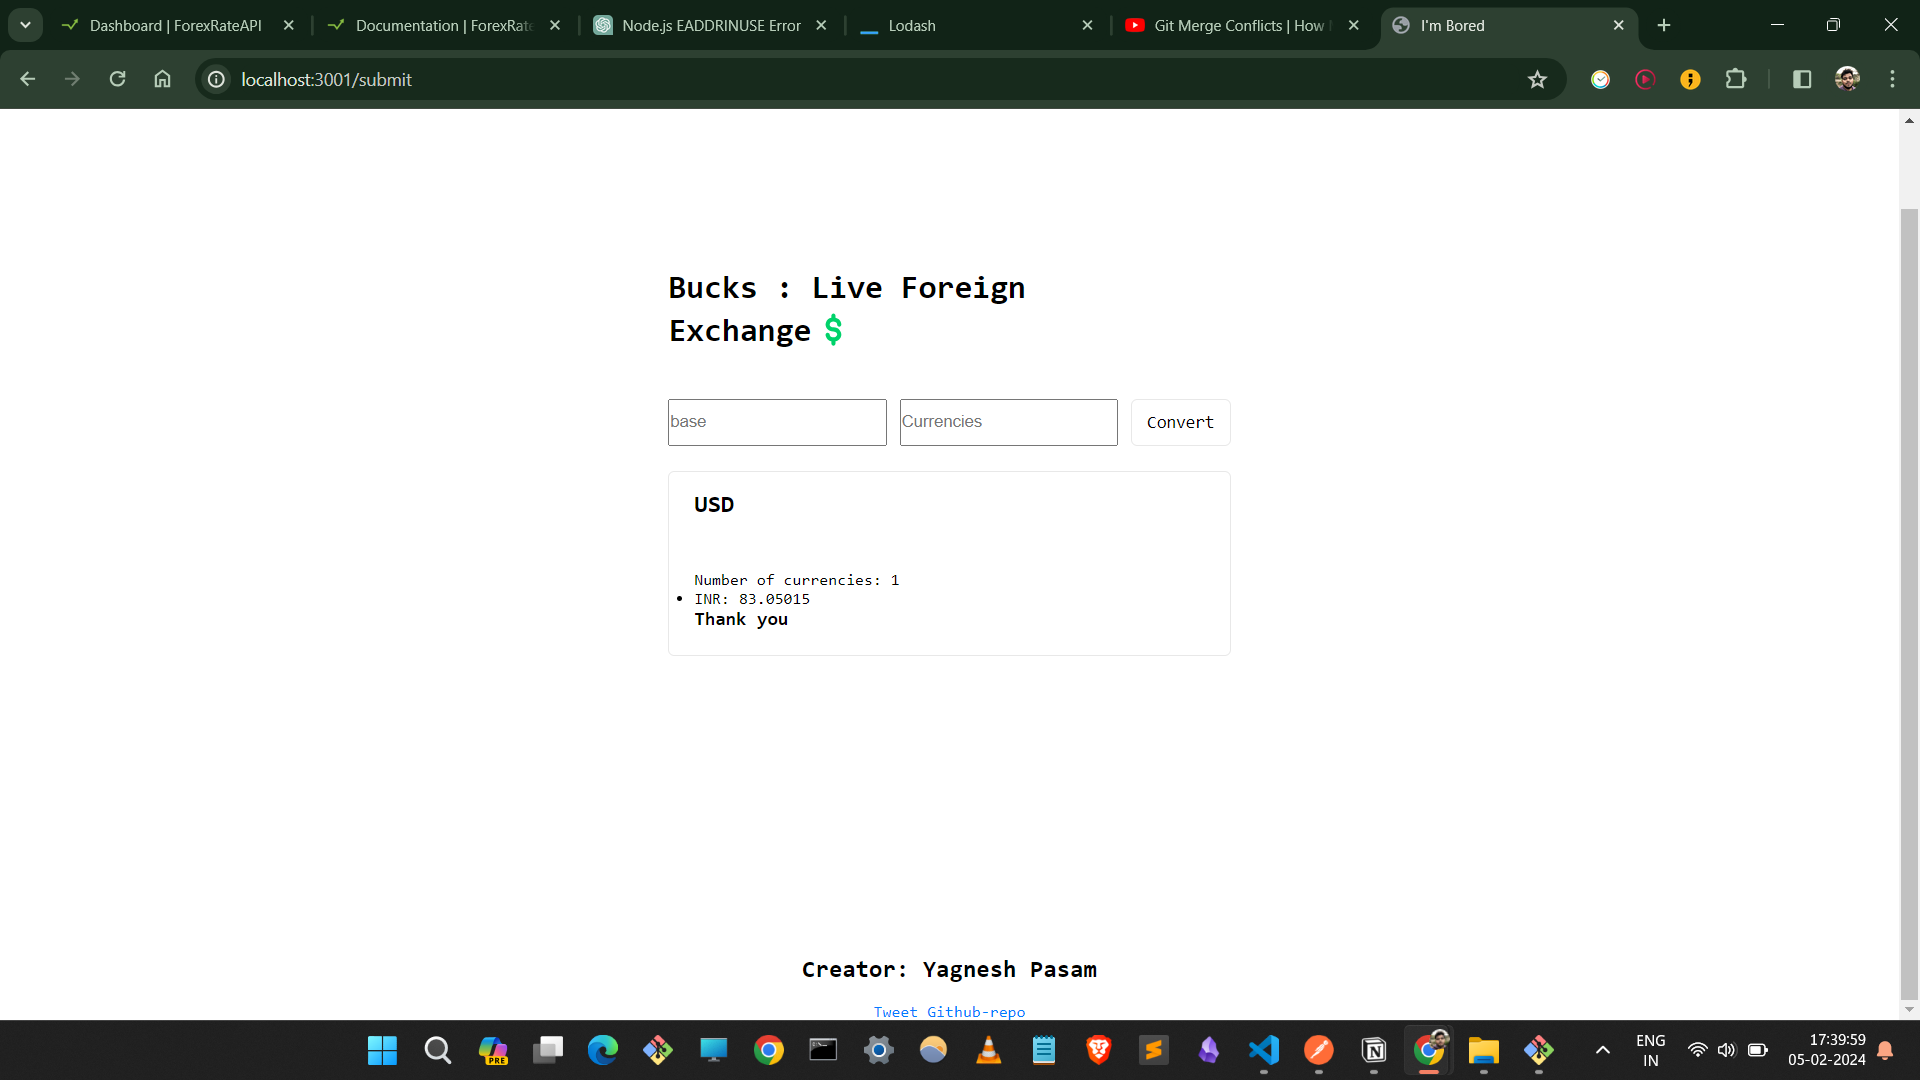 Dashboard | ForexRateAPI
Documentation | ForexRate
Node.js EADDRINUSE Error
Lodash
Git Merge Conflicts | How
I'm Bored
localhost:3001/submit
Bucks : Live Foreign
Exchange $
base
Currencies
Convert
USD
Number of currencies: 1
INR: 83.05015
Thank you
Creator: Yagnesh Pasam
Tweet Github-repo
PRE
ENG
IN
17:39:59
05-02-2024